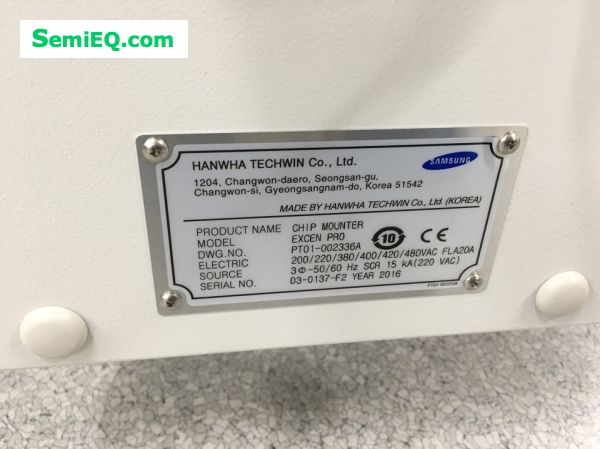 SemiEQ.com
HANWHA TECHWIN Co., Ltd.
SAMSUNG
1204, Changwon-daero, Seongsan-gu,
Changwon-si, Gyeongsangnam-do, Korea 51542
MADE BY HANWHA TECHWIN Co., Ltd. (KOREA)
PRODUCT NAME CHIP MOUNTER
MODEL EXCEN PRO
DWG.NO. PT01-002336A
10 CE
ELECTRIC 200/220/380/400/420/480VAC FLA20A
SOURCE 3Φ-50/60 Hz SCR 15 kA(220 VAC)
SERIAL NO. D3-0137-F2 YEAR 2016